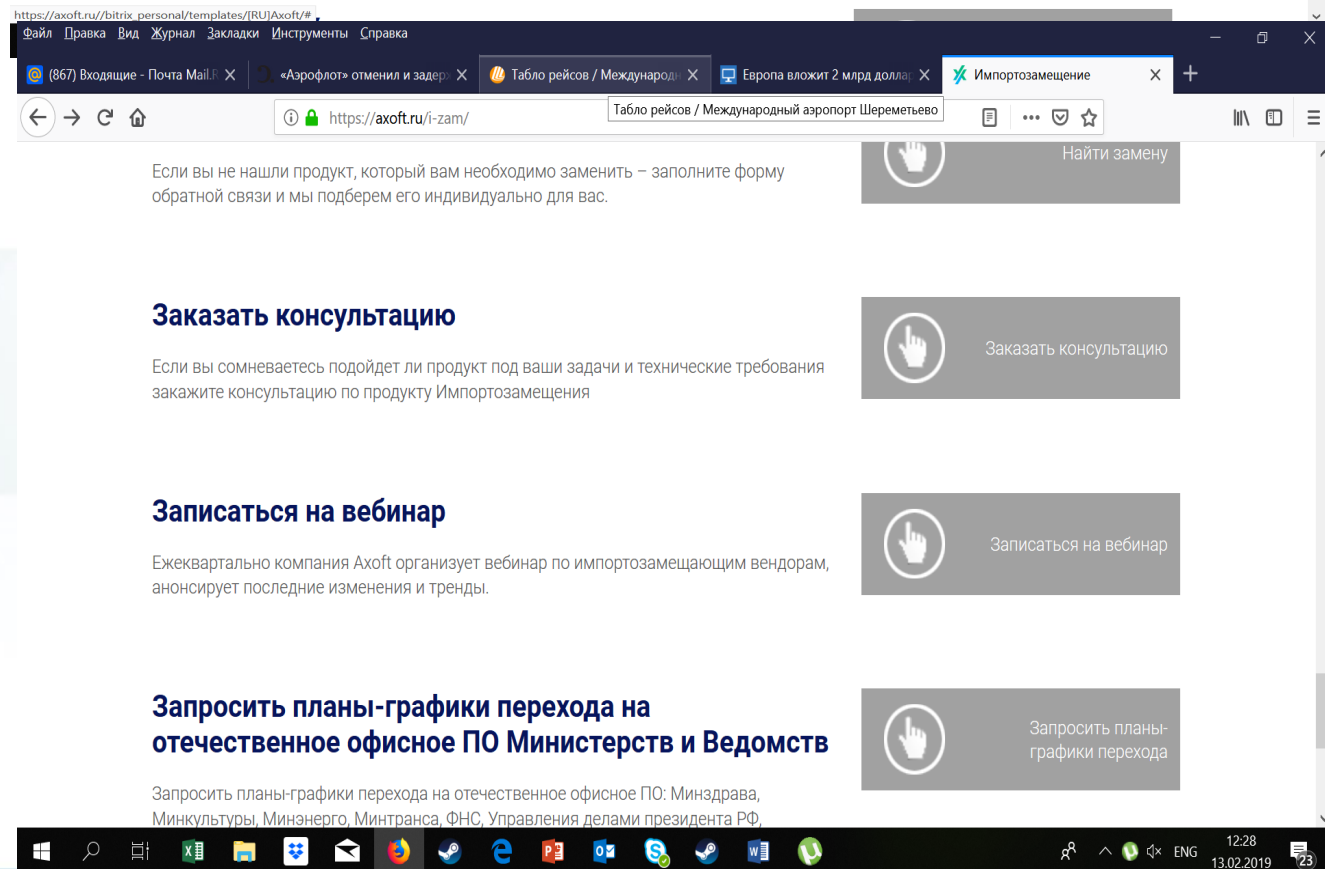 https://axoft.ru//bitrix_personal/templates/[RU]Axoft/#
Файл Правка Вид Журнал Закладки Инструменты Справка
(867) Входящие - Почта Mail.R
«Аэрофлот» отменил и задер
Табло рейсов / Международн
Европа вложит 2 млрд доллар
Импортозамещение
https://axoft.ru/i-zam/
Табло рейсов / Международный аэропорт Шереметьево
Если вы не нашли продукт, который вам необходимо заменить – заполните форму
обратной связи и мы подберем его индивидуально для вас.
Найти замену
Заказать консультацию
Если вы сомневаетесь подойдет ли продукт под ваши задачи и технические требования
закажите консультацию по продукту Импортозамещения
Заказать консультацию
Записаться на вебинар
Ежеквартально компания Axoft организует вебинар по импортозамещающим вендорам,
анонсирует последние изменения и тренды.
Записаться на вебинар
Запросить планы-графики перехода на
отечественное офисное ПО Министерств и Ведомств
Запросить планы-графики перехода на отечественное офисное ПО: Минздрава,
Минкультуры, Минэнерго, Минтранса, ФНС, Управления делами президента РФ,
Запросить планы-
графики перехода
ENG
12:28
13.02.2019
23